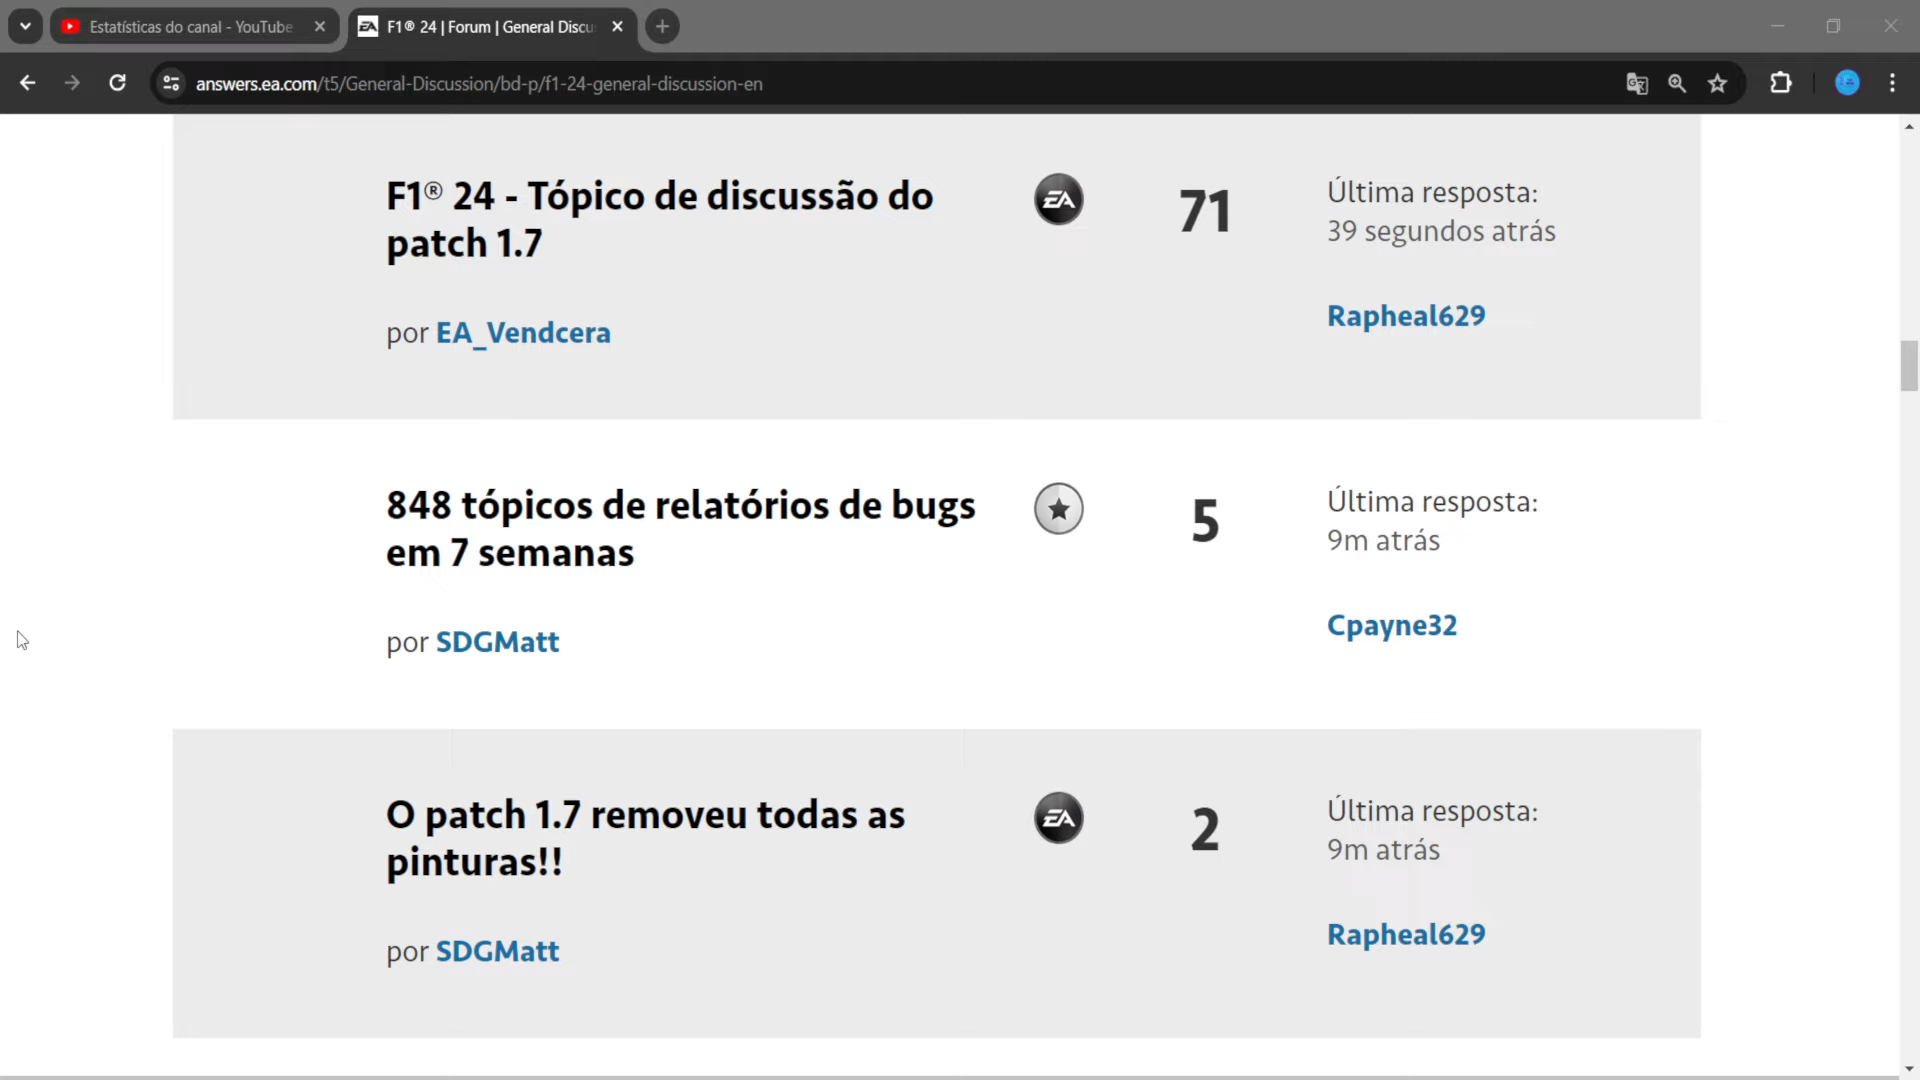 Estatísticas do canal - YouTube
F1® 24 | Forum | General Discu
answers.ea.com/t5/General-Discussion/bd-p/f1-24-general-discussion-en
F1® 24 - Tópico de discussão do
patch 1.7
por EA_Vendcera
EA
71
Última resposta:
39 segundos atrás
Rapheal629
848 tópicos de relatórios de bugs
em 7 semanas
por SDGMatt
5
Última resposta:
9m atrás
Cpayne32
O patch 1.7 removeu todas as
pinturas!!
por SDGMatt
EA
2
Última resposta:
9m atrás
Rapheal629